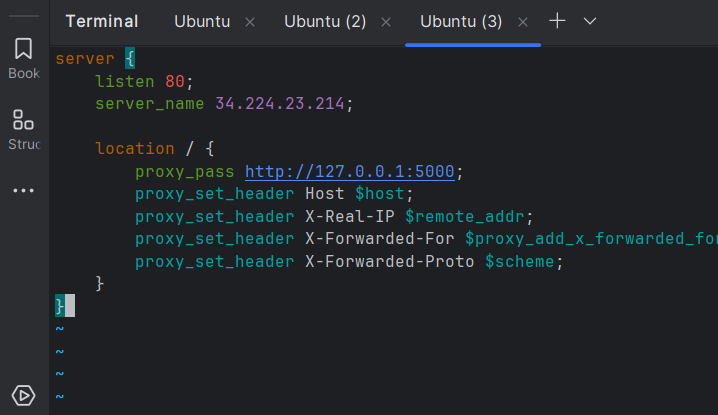 Terminal
Ubuntu
Ubuntu (2)
Ubuntu (3)
Book
Struc
server {
    listen 80;
    server_name 34.224.23.214;

    location / {
        proxy_pass http://127.0.0.1:5000;
        proxy_set_header Host $host;
        proxy_set_header X-Real-IP $remote_addr;
        proxy_set_header X-Forwarded-For $proxy_add_x_forwarded_for
        proxy_set_header X-Forwarded-Proto $scheme;
    }
}
~
~
~
~